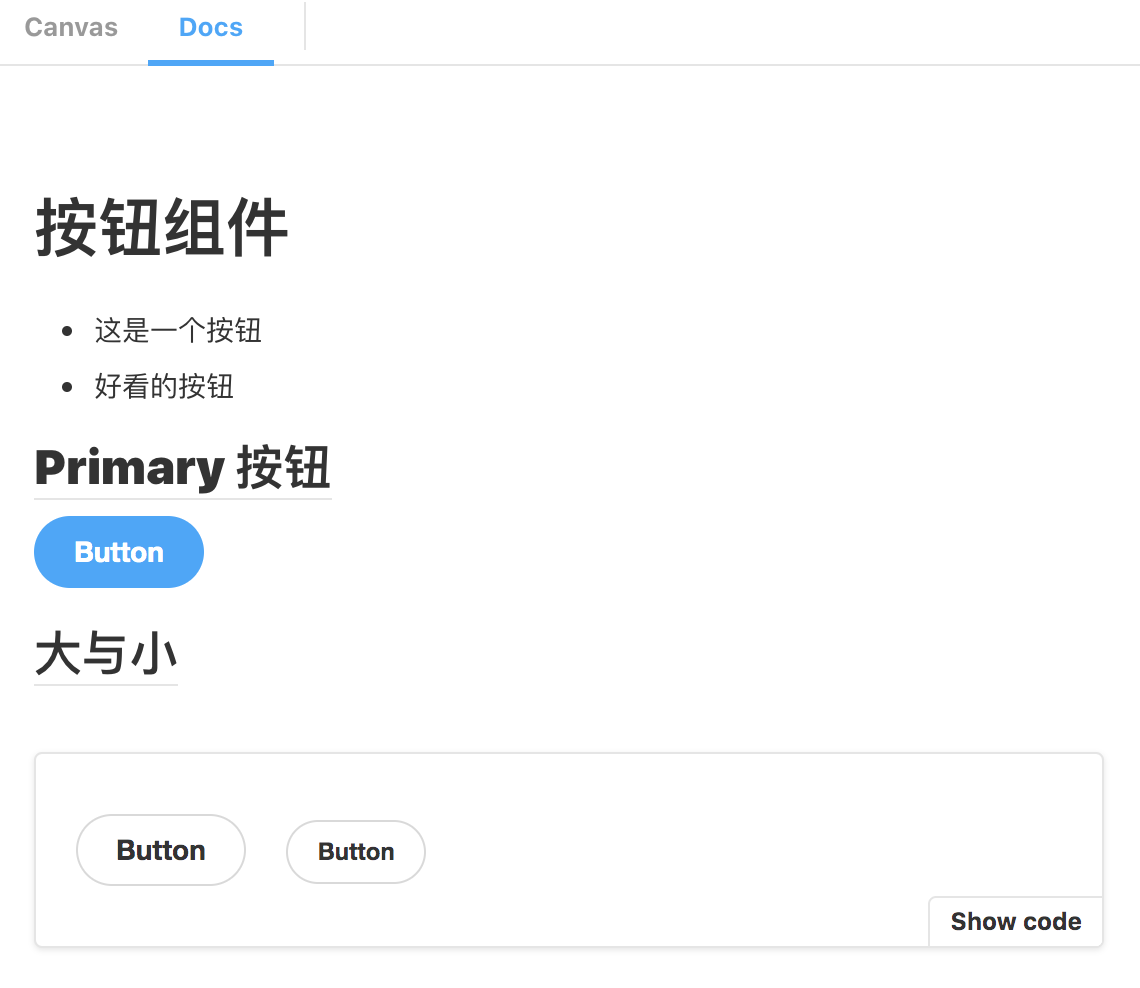 Canvas Docs
按钮组件
这是一个按钮
好看的按钮
Primary 按钮
Button
大与小
Button Button
Show code